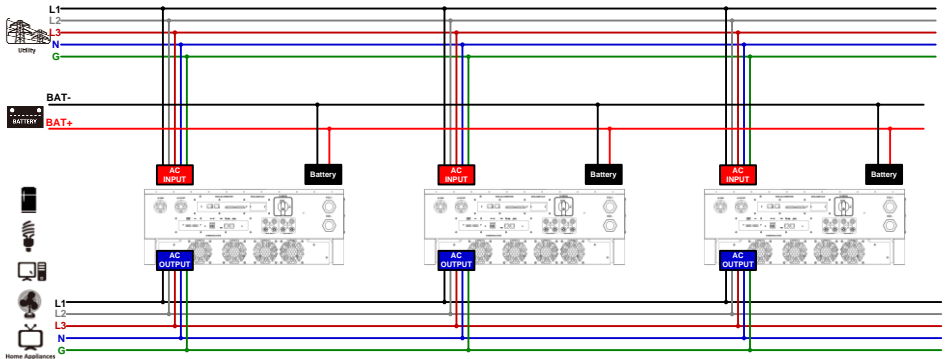 L1
L2
L3
N
G
Utility
BAT-
BAT+
BATTERY
AC
INPUT
Battery
AC
INPUT
Battery
AC
INPUT
Battery
AC
OUTPUT
AC
OUTPUT
AC
OUTPUT
L1
L2
L3
N
G
Home Appliances